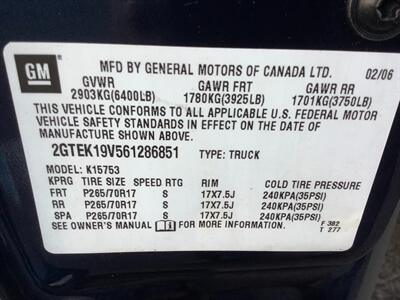 GM
MFD BY GENERAL MOTORS OF CANADA LTD. 02/06
GVWR GAWR FRT GAWR RR
2903KG(6400LB) 1780KG(3925LB) 1701KG(3750LB)
THIS VEHICLE CONFORMS TO ALL APPLICABLE U.S. FEDERAL MOTOR
VEHICLE SAFETY STANDARDS IN EFFECT ON THE DATE OF
MANUFACTURE SHOWN ABOVE.
2GTEK19V561286851 TYPE: TRUCK
MODEL: K15753
KPRG TIRE SIZE SPEED RTG RIM COLD TIRE PRESSURE
FRT P265/70R17 S 17X7.5J 240KPA(35PSI)
RR P265/70R17 S 17X7.5J 240KPA(35PSI)
SPA P265/70R17 S 17X7.5J 240KPA(35PSI)
SEE OWNER'S MANUAL FOR MORE INFORMATION. F 382
T 277